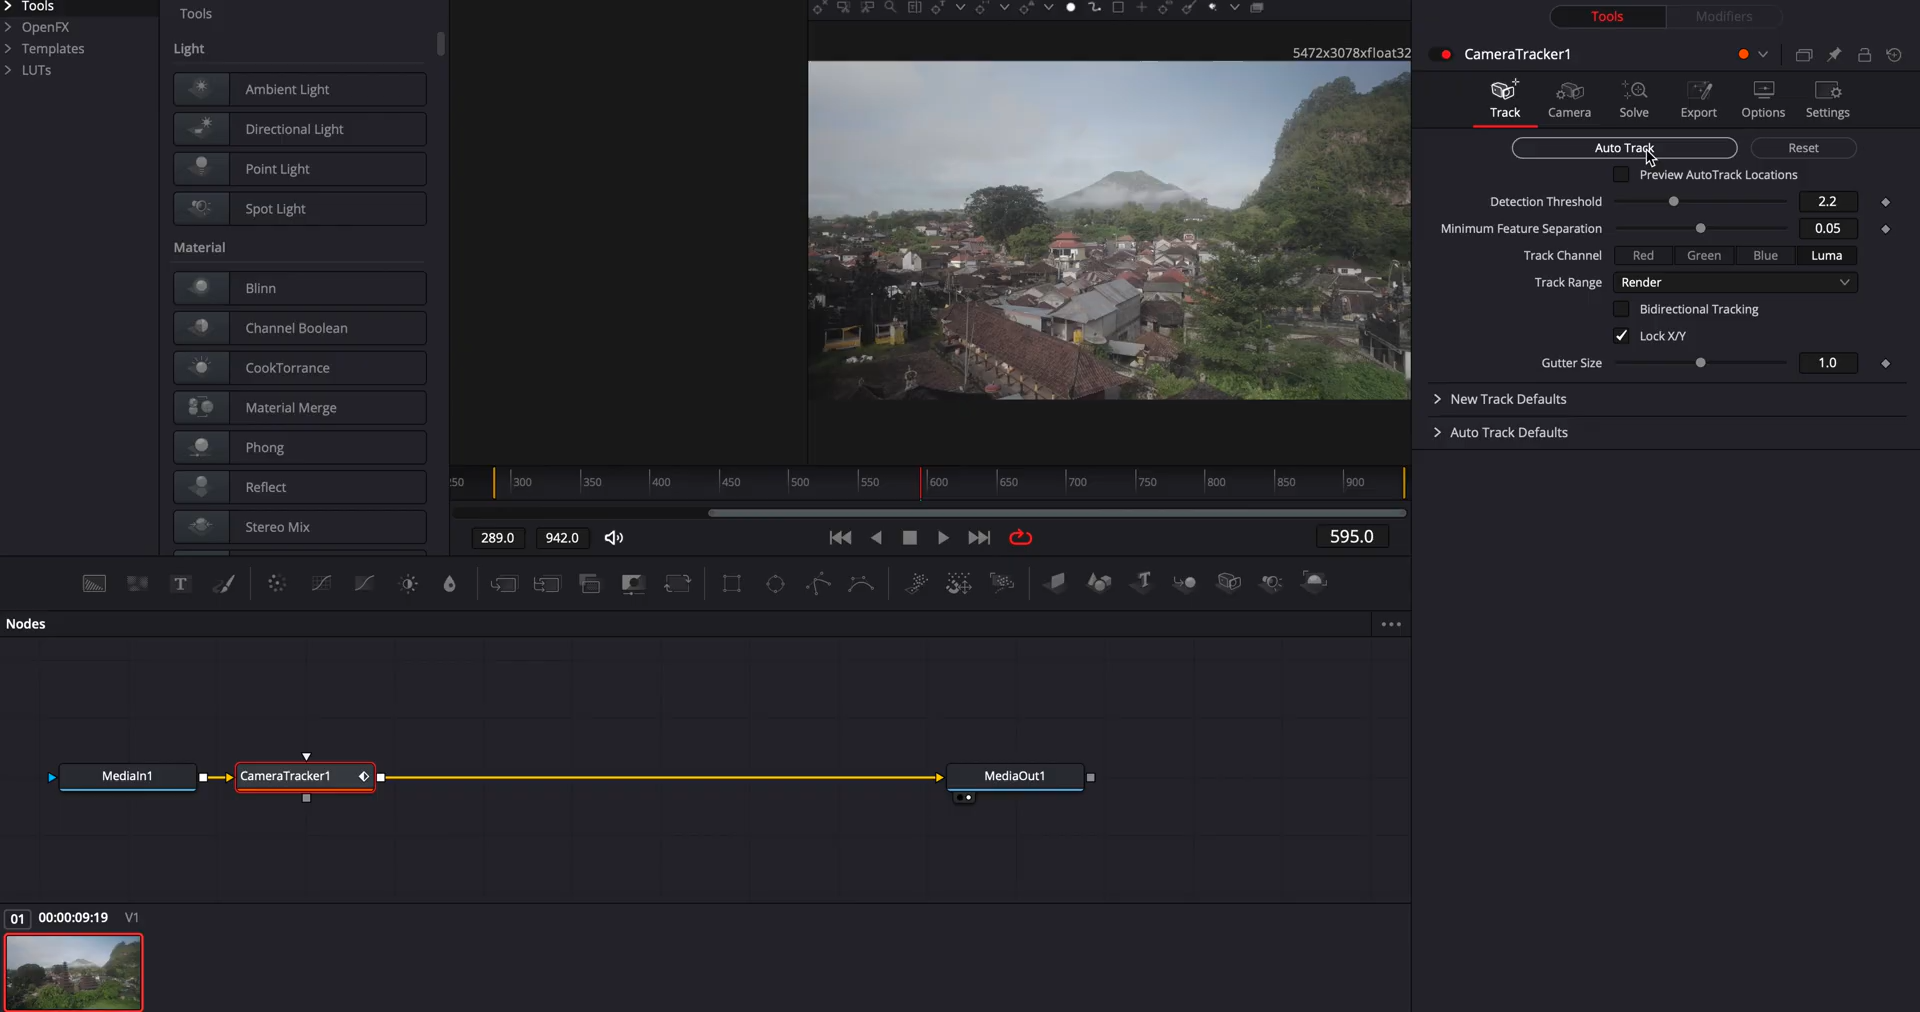 Tools
OpenFX
Templates
LUTs
Tools
Light
Ambient Light
Directional Light
Point Light
Spot Light
Material
Blinn
Channel Boolean
CookTorrance
Material Merge
Phong
Reflect
Stereo Mix
5472x3078xfloat32
250 300 350 400 450 500 550 600 650 700 750 800 850 900
289.0 942.0 595.0
T
Nodes
MediaIn1
CameraTracker1
MediaOut1
01 00:00:09:19 V1
Tools Modifiers
CameraTracker1
Track Camera Solve Export Options Settings
Auto Track Reset
Preview AutoTrack Locations
Detection Threshold 2.2
Minimum Feature Separation 0.05
Track Channel Red Green Blue Luma
Track Range Render
Bidirectional Tracking
Lock X/Y
Gutter Size 1.0
New Track Defaults
Auto Track Defaults